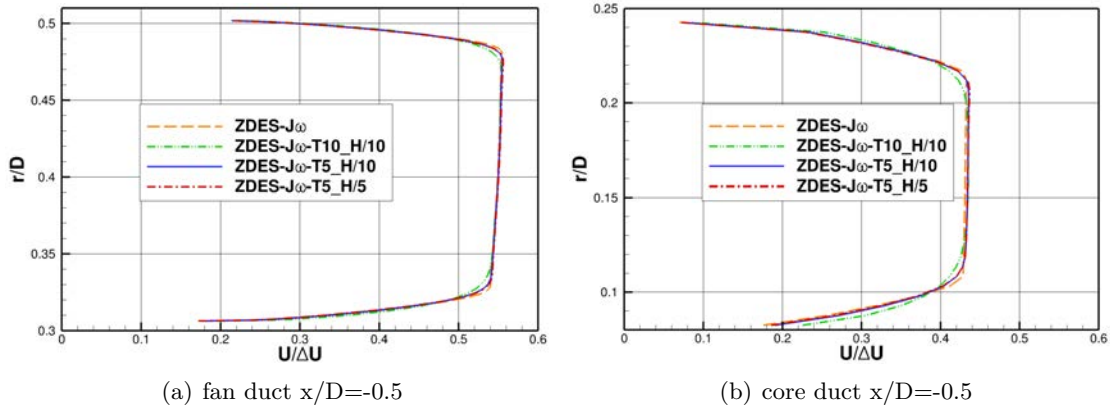 0.5
0.45
0.4
0.35
0.3
r/D
0 0.1 0.2 0.3 0.4 0.5 0.6
U/ΔU
ZDES-Jω
ZDES-Jω-T10_H/10
ZDES-Jω-T5_H/10
ZDES-Jω-T5_H/5
(a) fan duct x/D=-0.5
0.25
0.2
0.15
0.1
r/D
0 0.1 0.2 0.3 0.4 0.5 0.6
U/ΔU
ZDES-Jω
ZDES-Jω-T10_H/10
ZDES-Jω-T5_H/10
ZDES-Jω-T5_H/5
(b) core duct x/D=-0.5